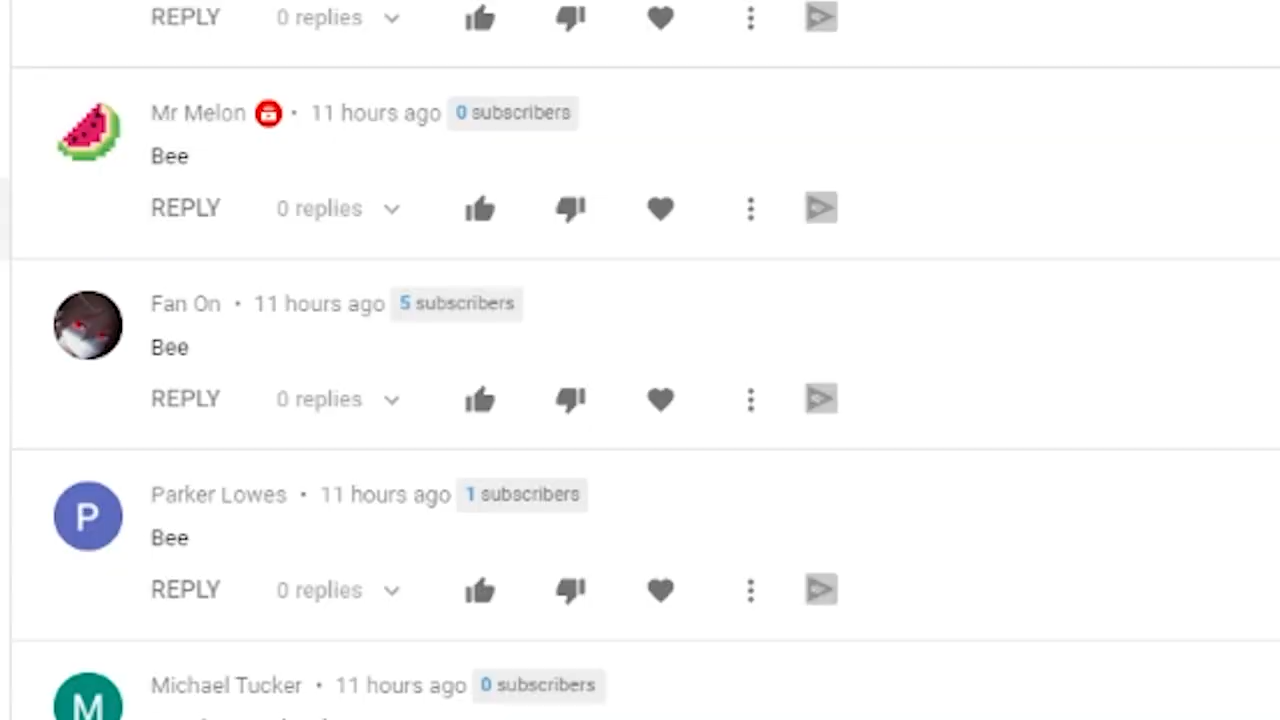 REPLY 0 replies
Mr Melon • 11 hours ago 0 subscribers
Bee
REPLY 0 replies
Fan On • 11 hours ago 5 subscribers
Bee
REPLY 0 replies
P
Parker Lowes • 11 hours ago 1 subscribers
Bee
REPLY 0 replies
M
Michael Tucker • 11 hours ago 0 subscribers